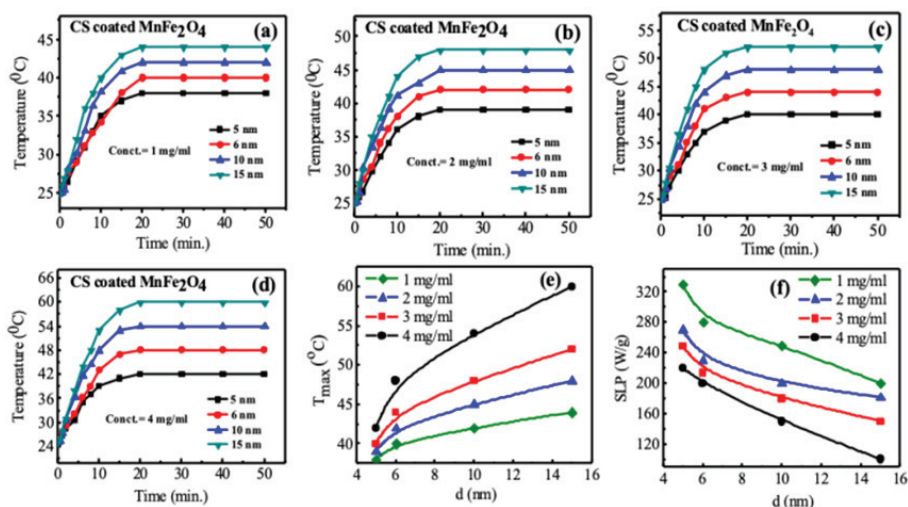 CS coated MnFe2O4 (a)
Temperature (⁰C)
45
40
35
30
25
5 nm
6 nm
10 nm
15 nm
Conct.= 1 mg/ml
0 10 20 30 40 50
Time (min.)
CS coated MnFe2O4 (b)
Temperature (⁰C)
50
45
40
35
30
25
5 nm
6 nm
10 nm
15 nm
Conct.= 2 mg/ml
0 10 20 30 40 50
Time (min.)
CS coated MnFe2O4 (c)
Temperature (⁰C)
55
50
45
40
35
30
25
5 nm
6 nm
10 nm
15 nm
Conct.= 3 mg/ml
0 10 20 30 40 50
Time (min.)
CS coated MnFe2O4 (d)
Temperature (⁰C)
66
60
54
48
42
36
30
24
5 nm
6 nm
10 nm
15 nm
Conct.= 4 mg/ml
0 10 20 30 40 50
Time (min.)
(e)
Tmax (°C)
60
55
50
45
40
1 mg/ml
2 mg/ml
3 mg/ml
4 mg/ml
4 6 8 10 12 14 16
d (nm)
(f)
SLP (W/g)
320
280
240
200
160
120
1 mg/ml
2 mg/ml
3 mg/ml
4 mg/ml
4 6 8 10 12 14 16
d (nm)